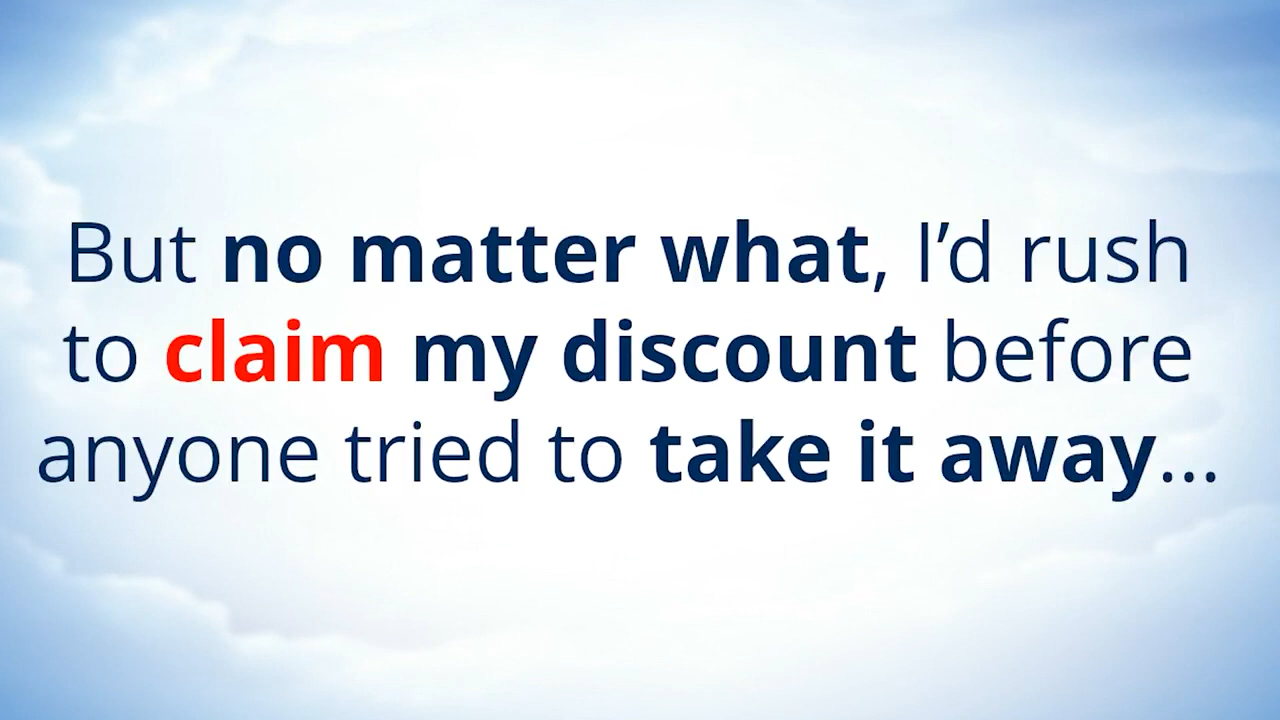 But no matter what, I’d rush
to claim my discount before
anyone tried to take it away...